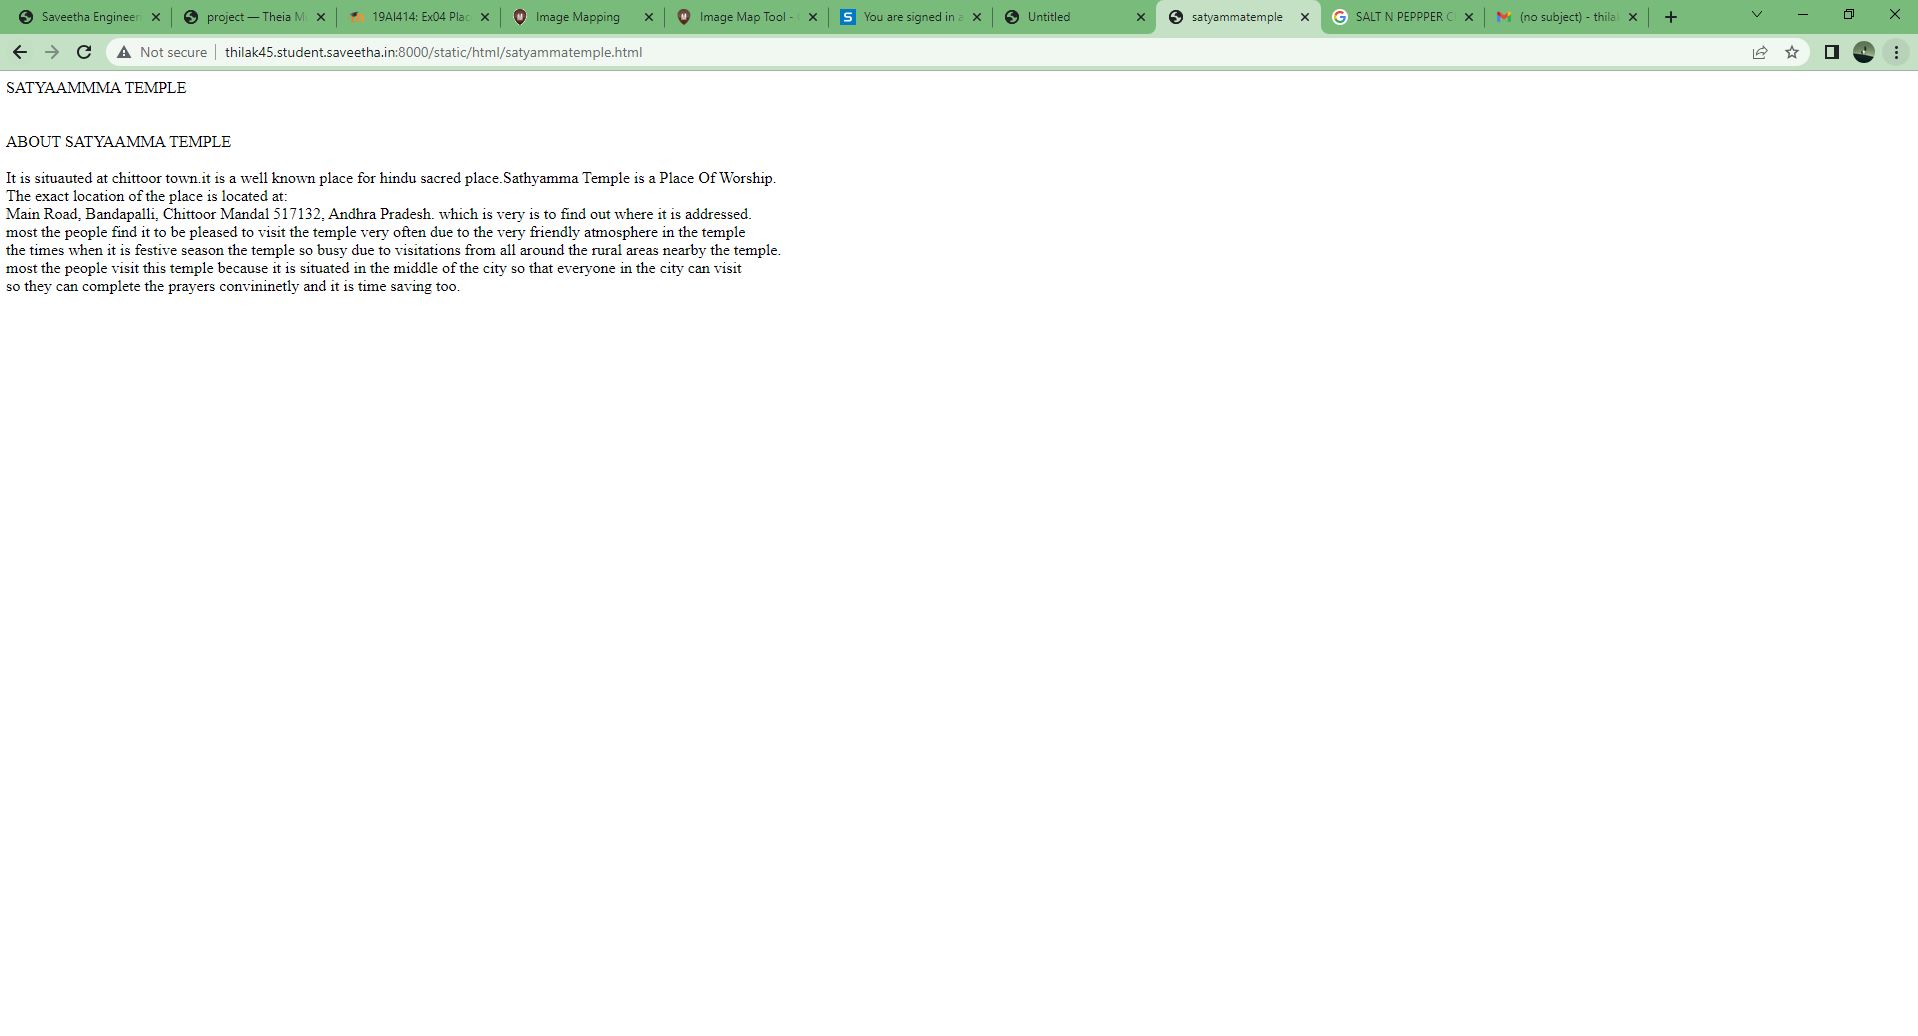 Saveetha Engineer
project — Theia Mi
19AI414: Ex04 Plac
Image Mapping
Image Map Tool -
You are signed in a
Untitled
satyammatemple
SALT N PEPPPER C
(no subject) - thilak
Not secure
thilak45.student.saveetha.in:8000/static/html/satyammatemple.html
SATYAAMMMA TEMPLE
ABOUT SATYAAMMA TEMPLE
It is situauted at chittoor town.it is a well known place for hindu sacred place.Sathyamma Temple is a Place Of Worship.
The exact location of the place is located at:
Main Road, Bandapalli, Chittoor Mandal 517132, Andhra Pradesh. which is very is to find out where it is addressed.
most the people find it to be pleased to visit the temple very often due to the very friendly atmosphere in the temple
the times when it is festive season the temple so busy due to visitations from all around the rural areas nearby the temple.
most the people visit this temple because it is situated in the middle of the city so that everyone in the city can visit
so they can complete the prayers convininetly and it is time saving too.